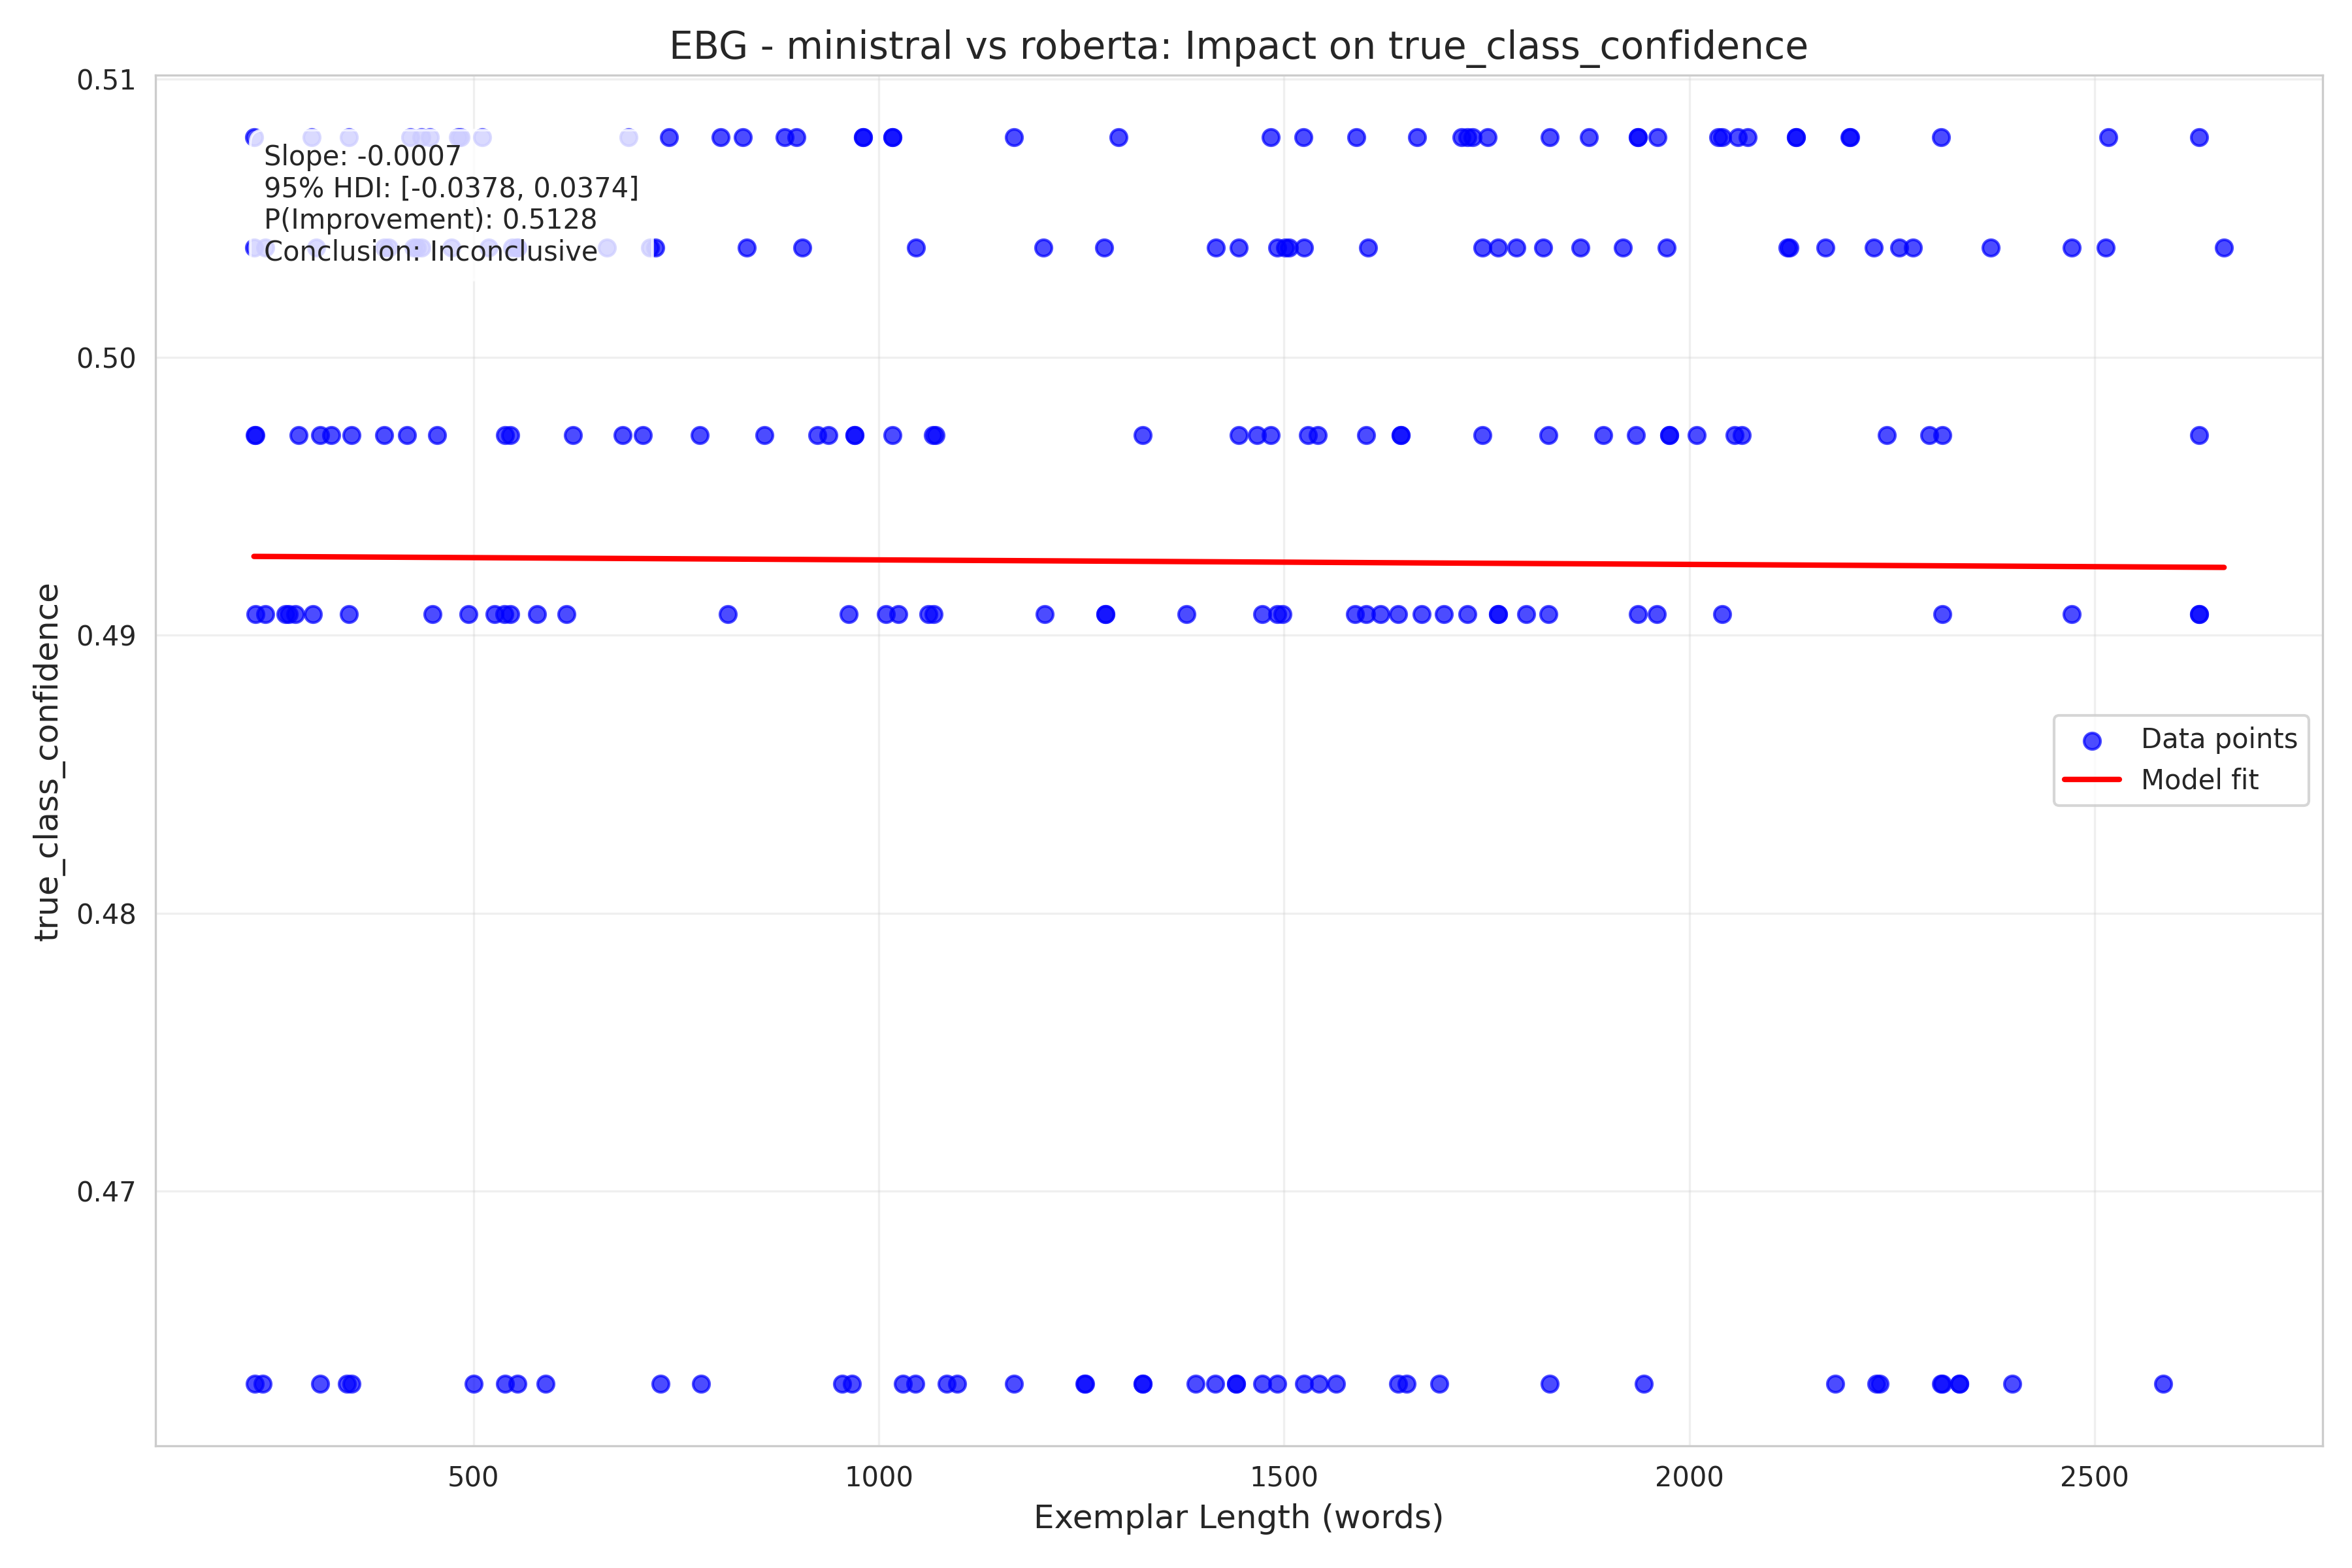 EBG - ministral vs roberta: Impact on true_class_confidence
0.51
0.50
0.49
0.48
0.47
true_class_confidence
Slope: -0.0007
95% HDI: [-0.0378, 0.0374]
P(Improvement): 0.5128
Conclusion: Inconclusive
Data points
Model fit
500 1000 1500 2000 2500
Exemplar Length (words)